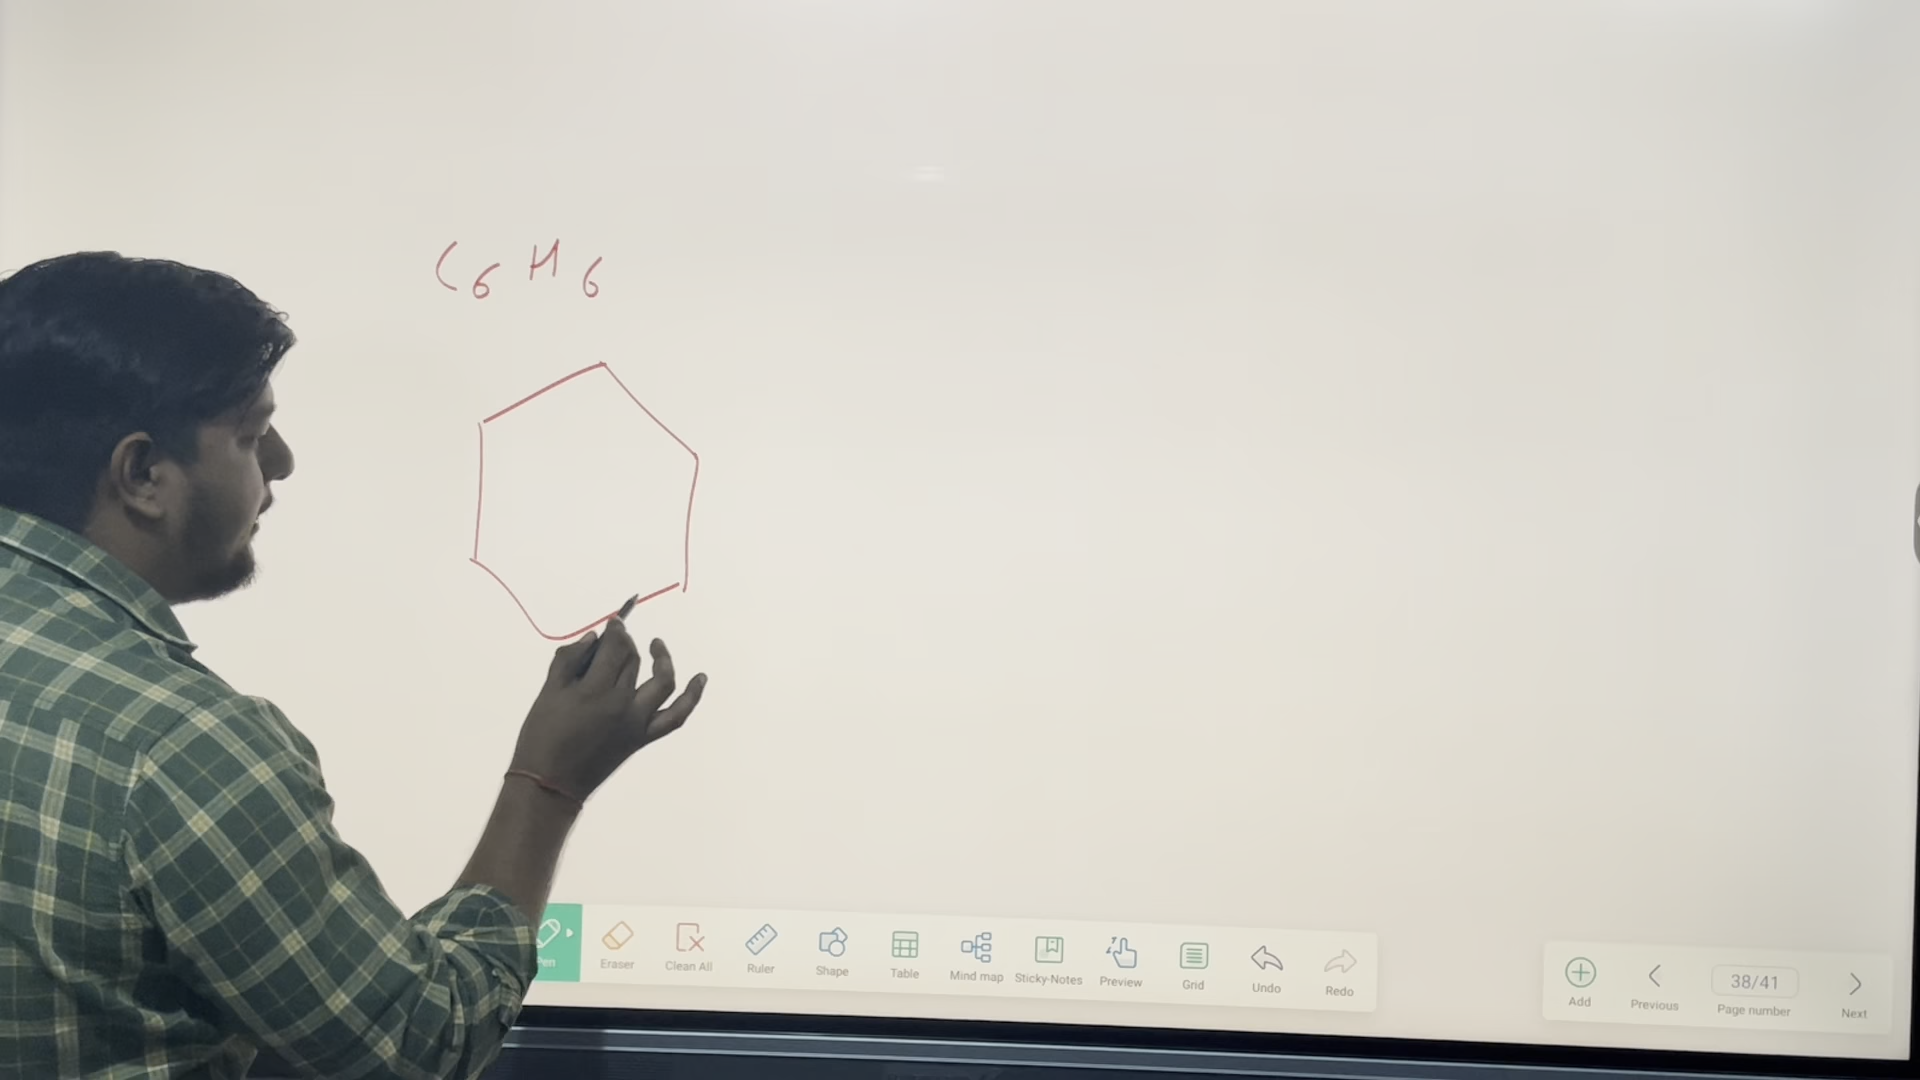 C6H6
Pen
Eraser
Clean All
Ruler
Shape
Table
Mind map
Sticky-Notes
Preview
Grid
Undo
Redo
Add
Previous
38/41
Page number
Next